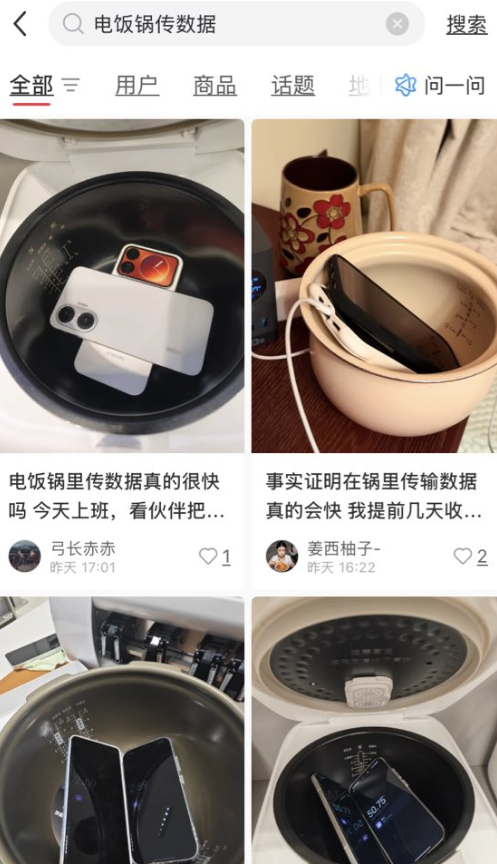 电饭锅传数据
搜索
全部
用户
商品
话题
地
问一问
电饭锅里传数据真的很快
吗 今天上班，看伙伴把...
弓长赤赤
昨天 17:01
1
事实证明在锅里传输数据
真的会快 我提前几天收...
姜西柚子-
昨天 16:22
2
50.75